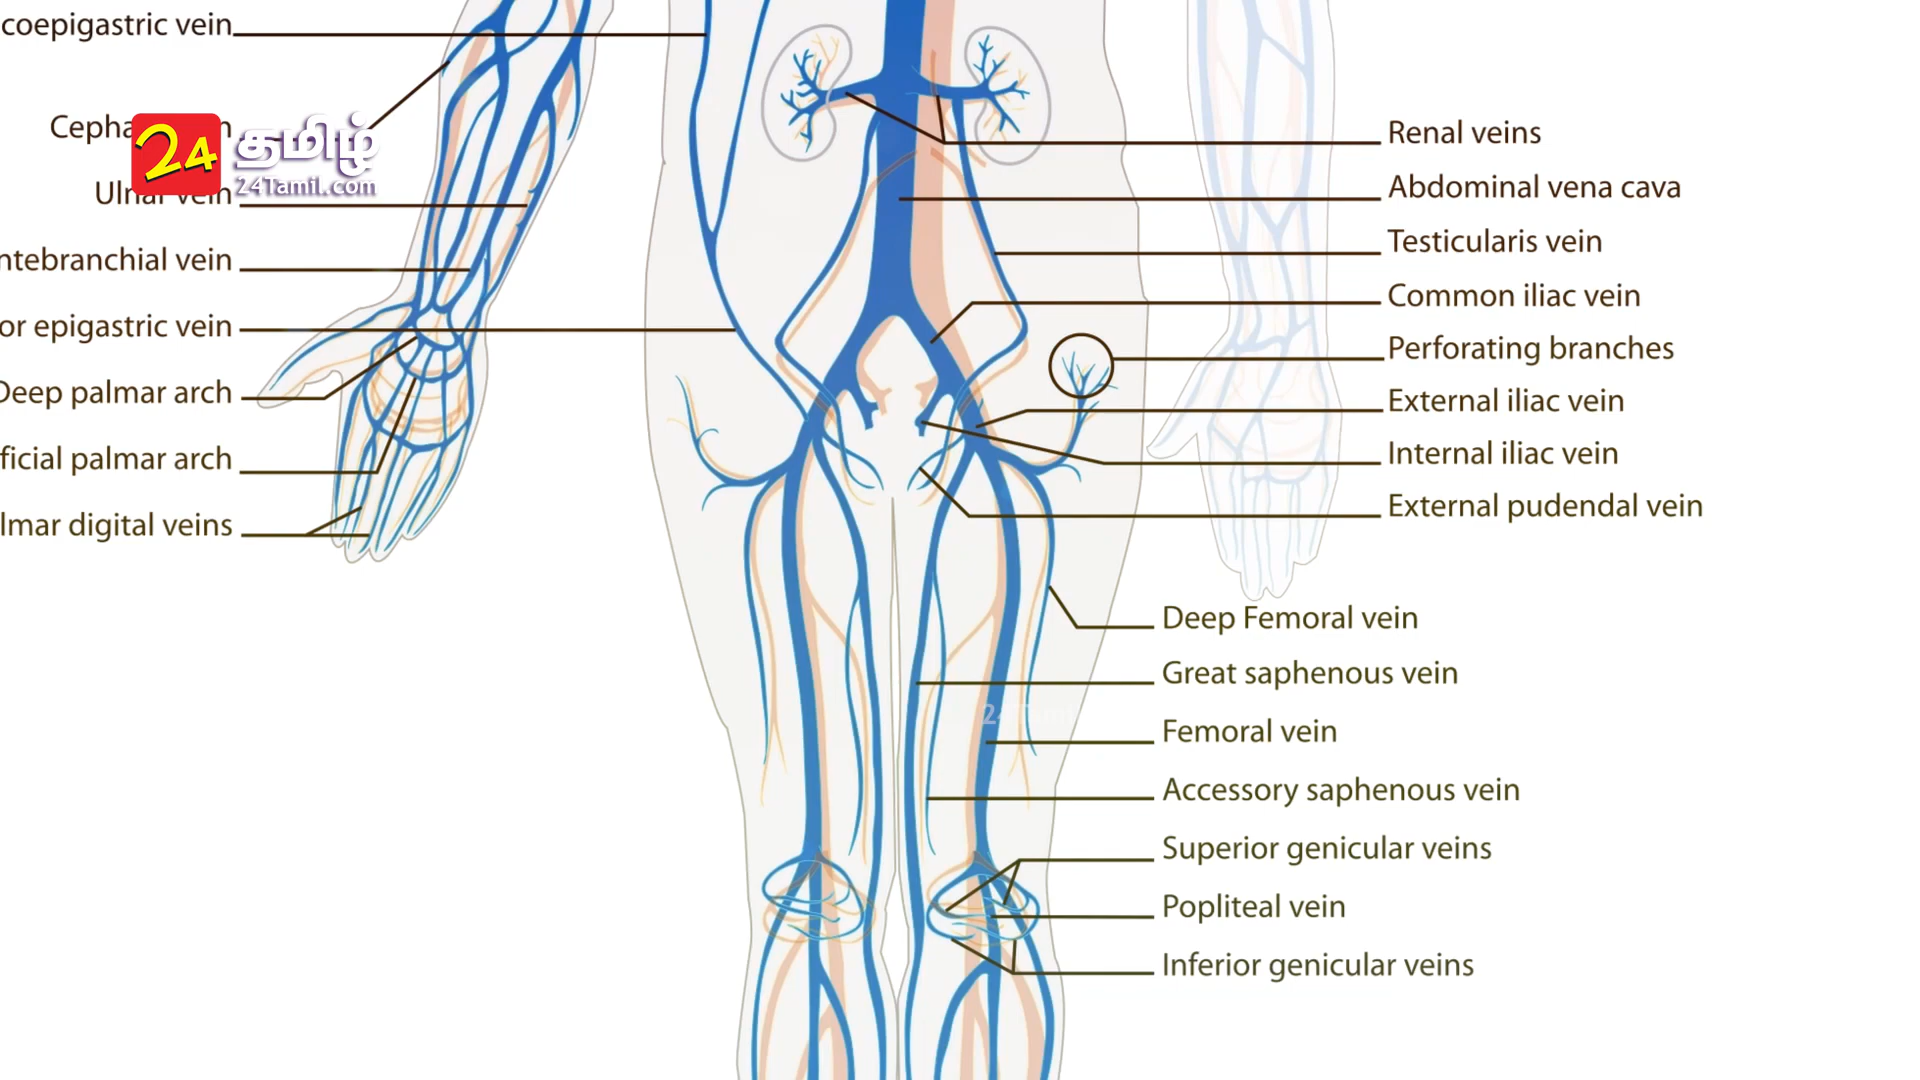 coepigastric vein
Cepha
24 தமிழ்
24Tamil.com
Ulnar vein
ntebranchial vein
or epigastric vein
Deep palmar arch
ficial palmar arch
lmar digital veins
Renal veins
Abdominal vena cava
Testicularis vein
Common iliac vein
Perforating branches
External iliac vein
Internal iliac vein
External pudendal vein
Deep Femoral vein
Great saphenous vein
Femoral vein
Accessory saphenous vein
Superior genicular veins
Popliteal vein
Inferior genicular veins